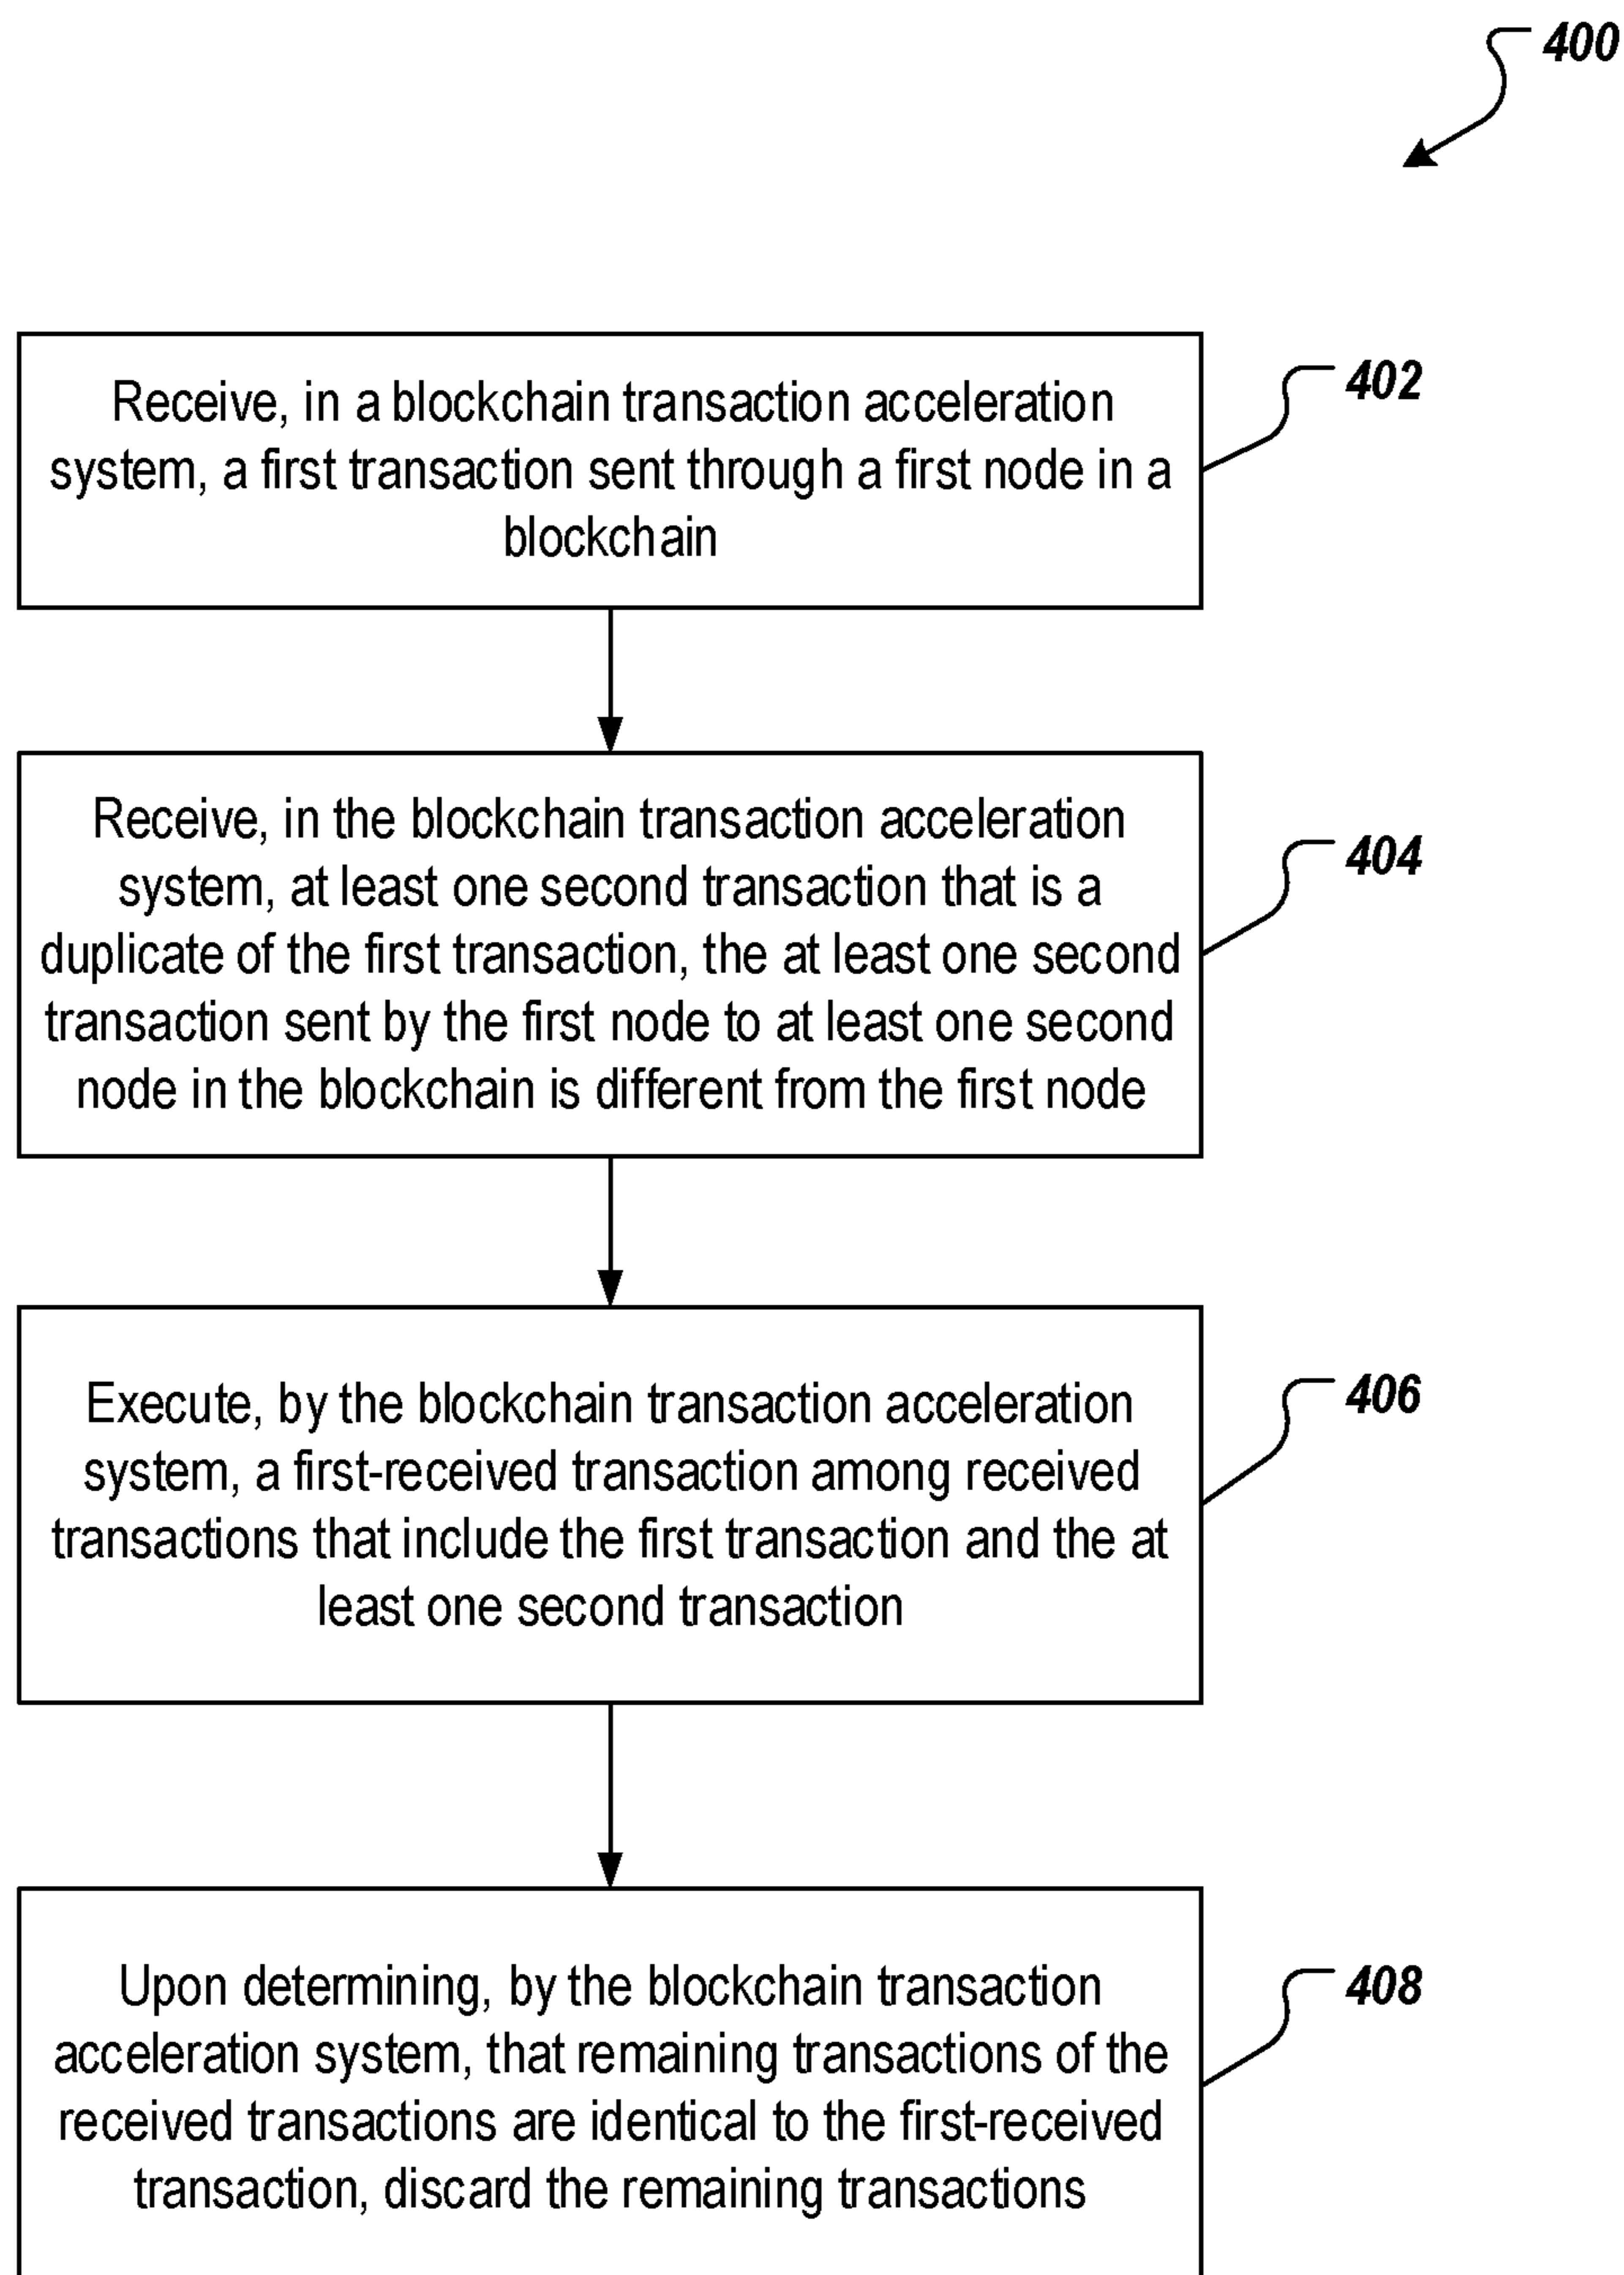 400
Receive, in a blockchain transaction acceleration
system, a first transaction sent through a first node in a
blockchain
402
Receive, in the blockchain transaction acceleration
system, at least one second transaction that is a
duplicate of the first transaction, the at least one second
transaction sent by the first node to at least one second
node in the blockchain is different from the first node
404
Execute, by the blockchain transaction acceleration
system, a first-received transaction among received
transactions that include the first transaction and the at
least one second transaction
406
Upon determining, by the blockchain transaction
acceleration system, that remaining transactions of the
received transactions are identical to the first-received
transaction, discard the remaining transactions
408